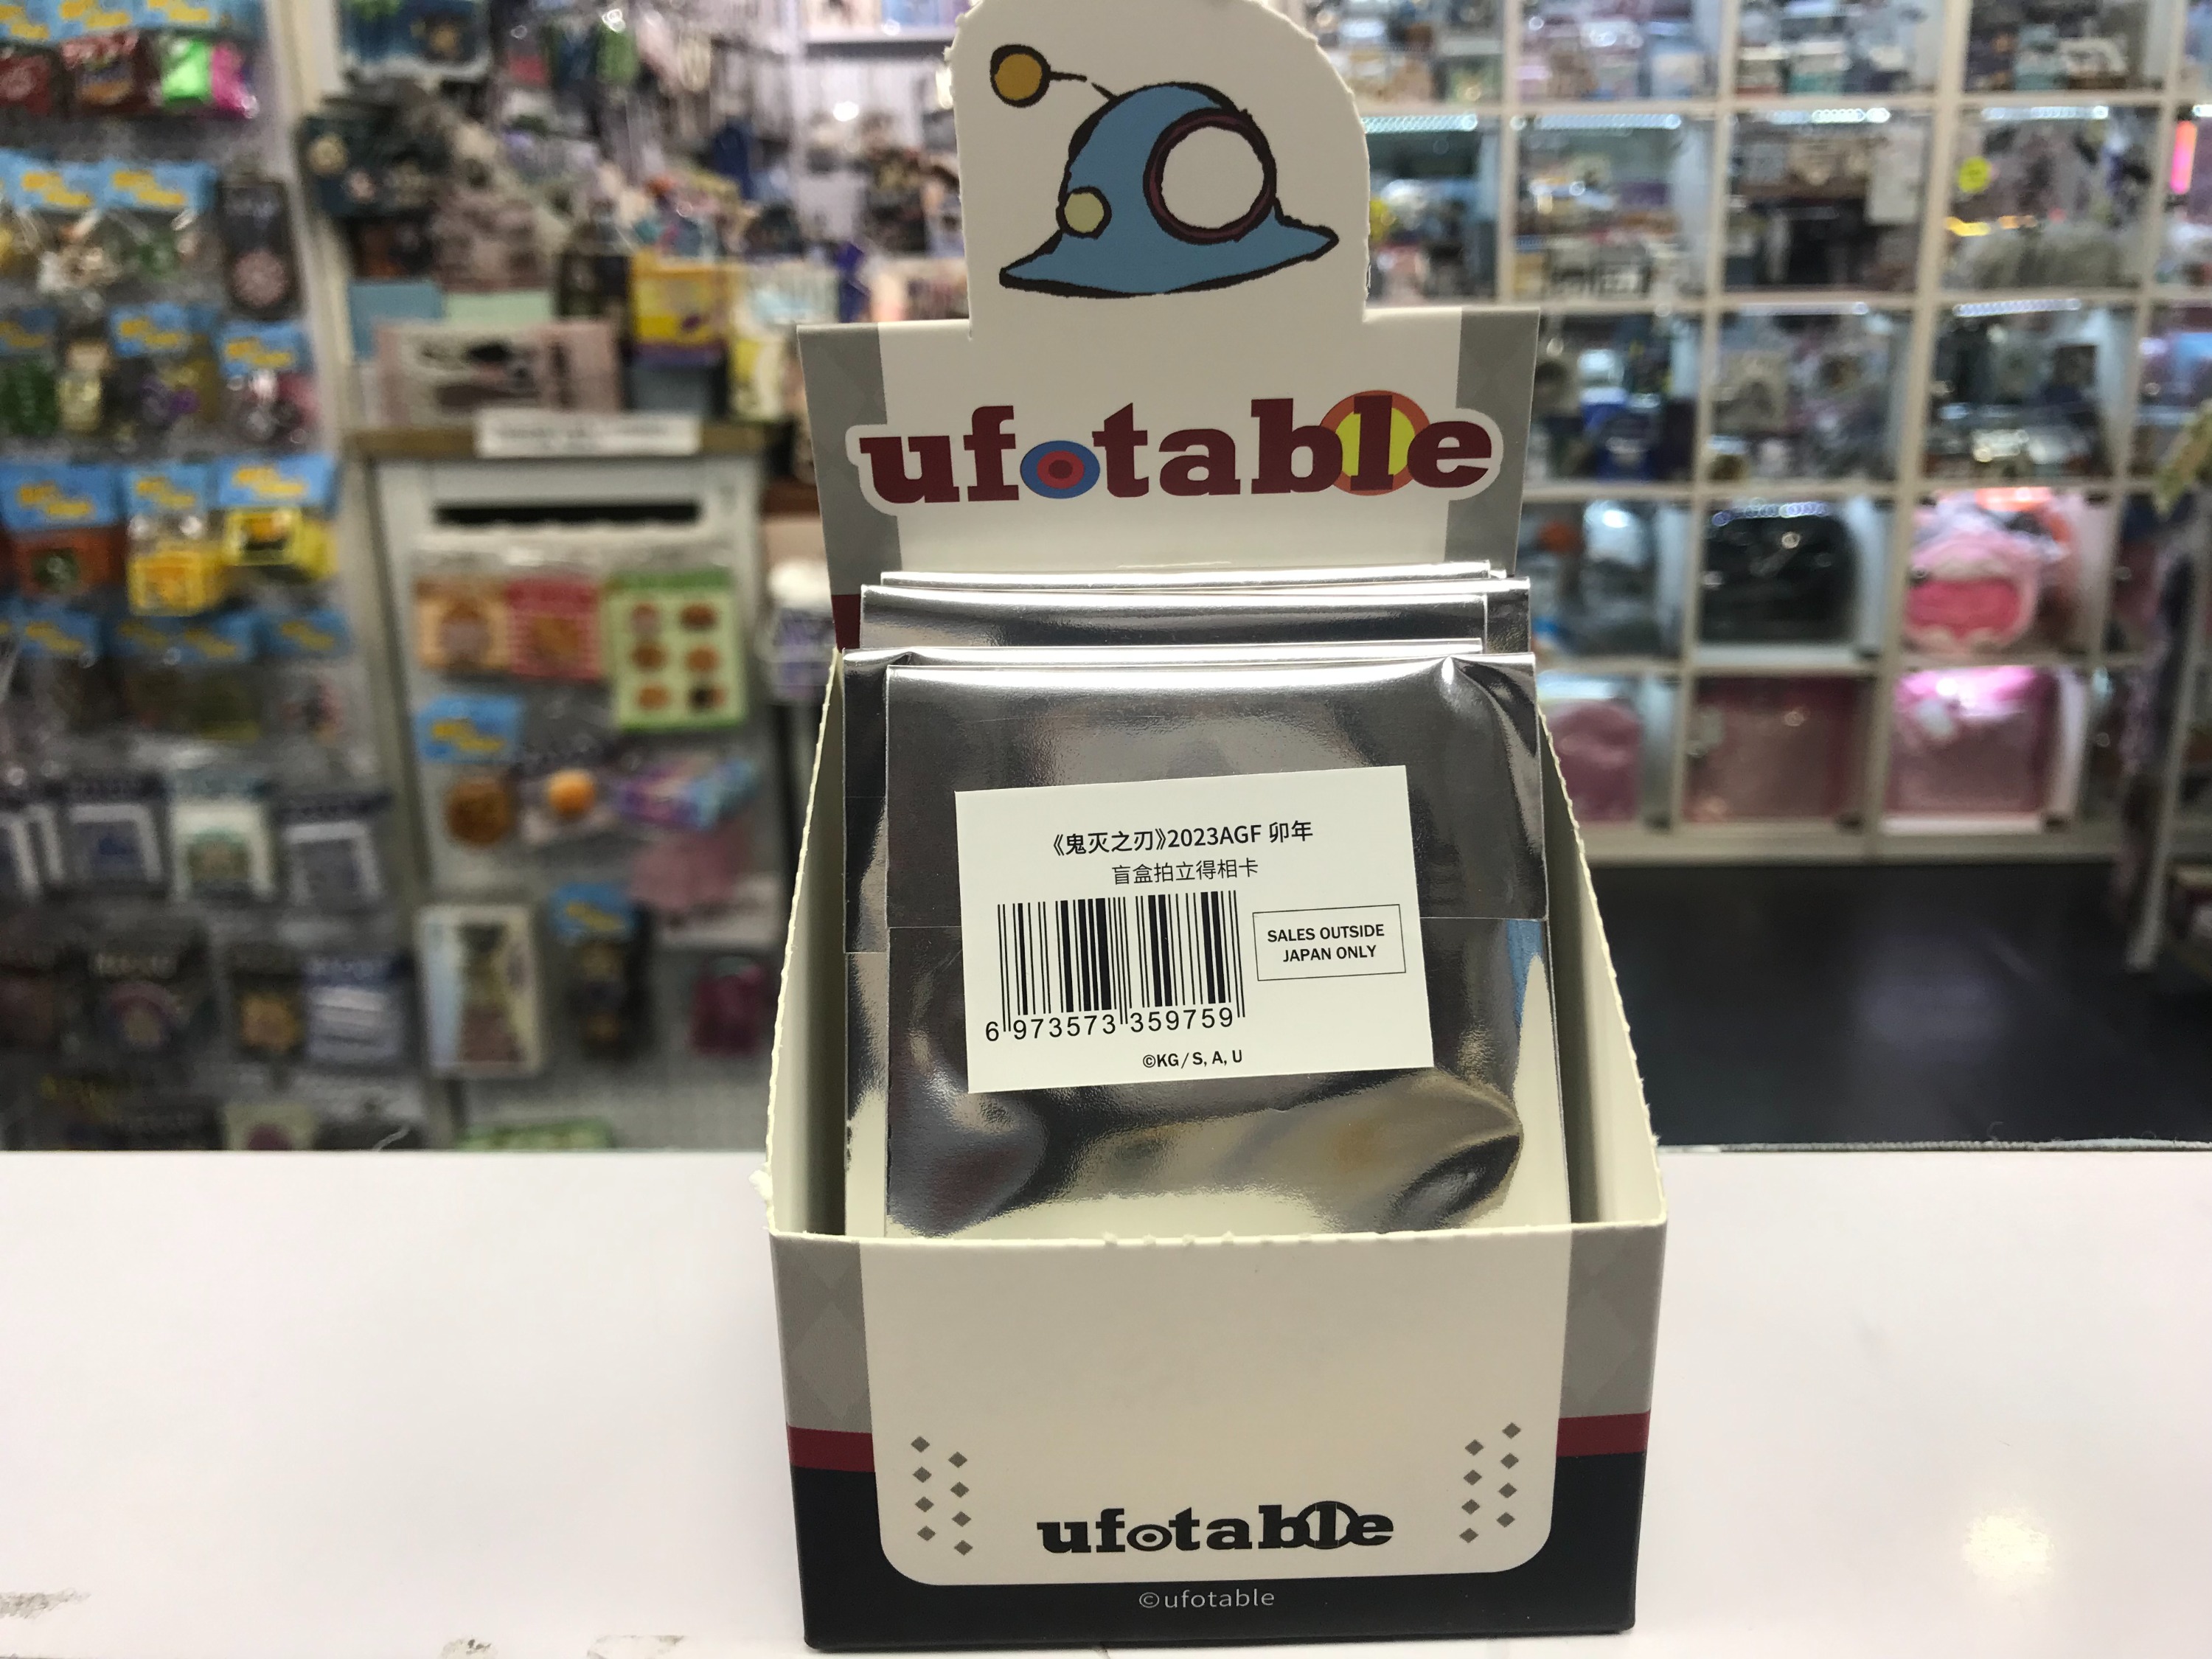 ufotable
《鬼灭之刃》2023AGF 卯年
盲盒拍立得相卡
SALES OUTSIDE
JAPAN ONLY
6 973573 359759
©KG/S, A, U
ufotable
©ufotable